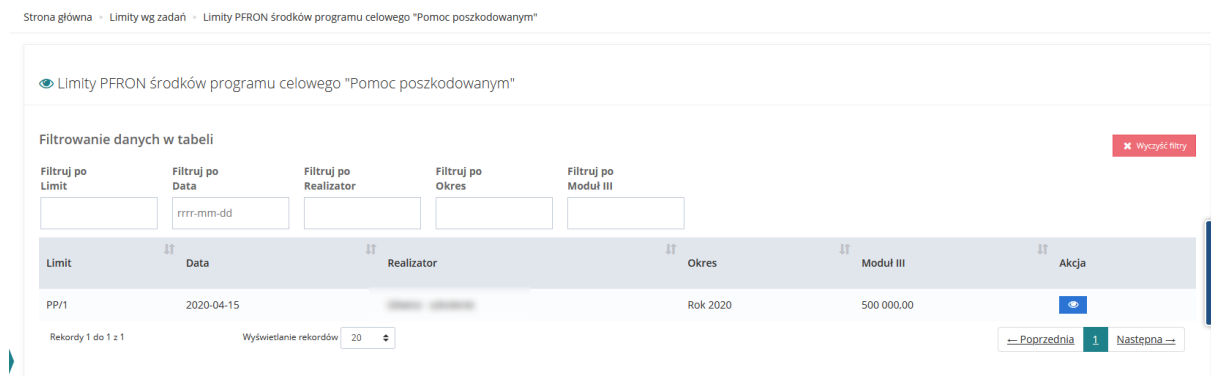 Strona główna Limity wg zadań Limity PFRON środków programu celowego "Pomoc poszkodowanym"
Limity PFRON środków programu celowego "Pomoc poszkodowanym"
Filtrowanie danych w tabeli
Wyczyść filtry
Filtruj po Limit
Filtruj po Data
Filtruj po Realizator
Filtruj po Okres
Filtruj po Moduł III
rrrr-mm-dd
Limit Data Realizator Okres Moduł III Akcja
PP/1 2020-04-15 Rok 2020 500 000,00
Rekordy 1 do 1 z 1 Wyświetlanie rekordów 20 ← Poprzednia 1 Następna →